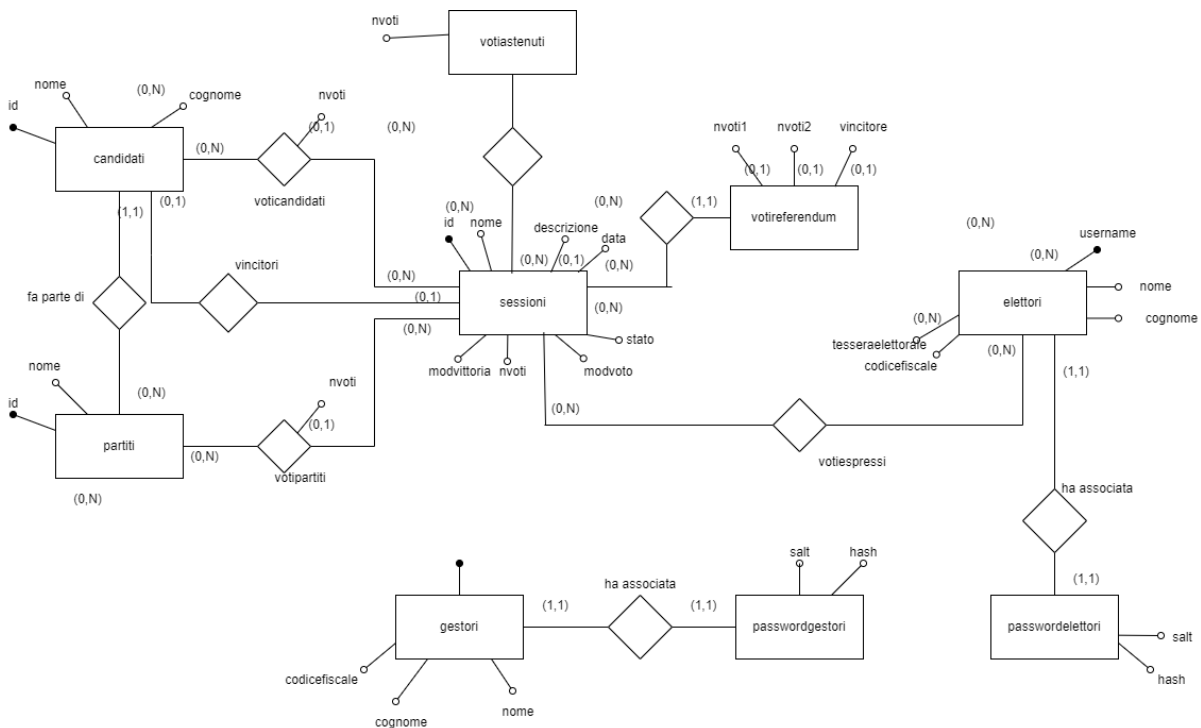 nvoti
votiastenuti
nome
(0,N)
cognome
nvoti
id
(0,1)
(0,N)
nvoti1
nvoti2
vincitore
candidati
(0,N)
(0,1)
(0,1)
(0,1)
voticandidati
(0,N)
(1,1)
(0,1)
(0,N)
(1,1)
votireferendum
id
nome
descrizione
data
(0,N)
username
vincitori
(0,N)
(0,N)
(0,1)
(0,N)
(0,N)
fa parte di
(0,1)
sessioni
(0,N)
elettori
nome
cognome
(0,N)
(0,N)
stato
tesseraelettorale
(0,N)
codicefiscale
nome
nvoti
modvittoria
nvoti
modvoto
(1,1)
id
(0,N)
(0,1)
(0,N)
partiti
(0,N)
votipartiti
votiespressi
(0,N)
ha associata
salt
hash
ha associata
(1,1)
(1,1)
(1,1)
gestori
passwordgestori
passwordelettori
salt
codicefiscale
hash
cognome
nome